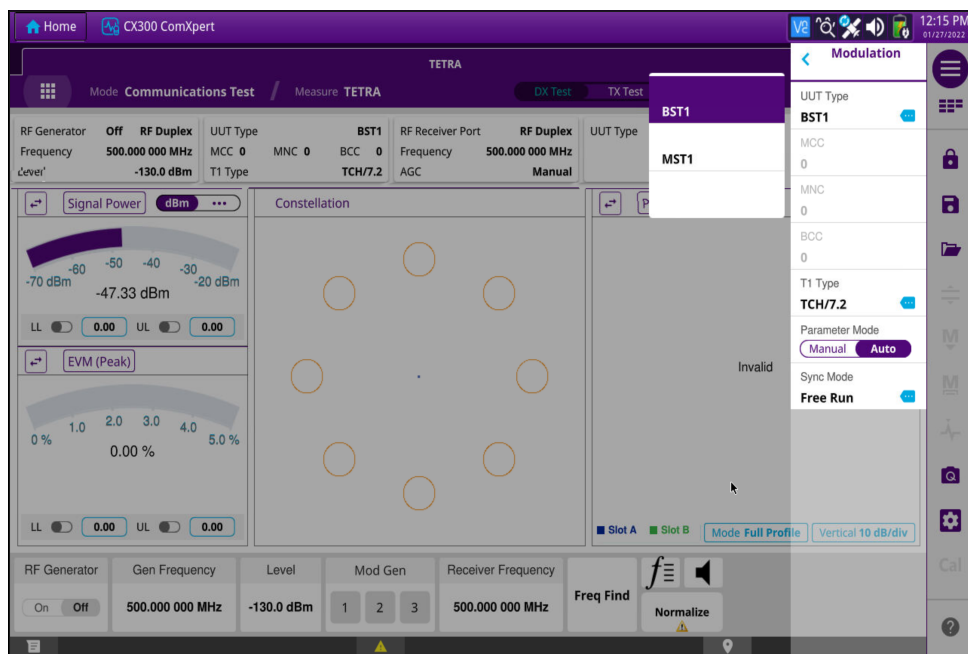 Home
CX300 ComXpert
12:15 PM
01/27/2022
TETRA
Mode Communications Test / Measure TETRA
DX Test
TX Test
RF Generator Off RF Duplex
Frequency 500.000 000 MHz
Level -130.0 dBm
UUT Type BST1
MCC 0 MNC 0 BCC 0
T1 Type TCH/7.2
RF Receiver Port RF Duplex
Frequency 500.000 000 MHz
AGC Manual
UUT Type
BST1
MST1
Modulation
UUT Type
BST1
MCC
0
MNC
0
BCC
0
T1 Type
TCH/7.2
Parameter Mode
Manual Auto
Sync Mode
Free Run
Signal Power dBm •••
-70 dBm -60 -50 -40 -30 -20 dBm
-47.33 dBm
LL 0.00 UL 0.00
EVM (Peak)
0 % 1.0 2.0 3.0 4.0 5.0 %
0.00 %
LL 0.00 UL 0.00
Constellation
P
Invalid
Slot A Slot B
Mode Full Profile
Vertical 10 dB/div
RF Generator
On Off
Gen Frequency
500.000 000 MHz
Level
-130.0 dBm
Mod Gen
1 2 3
Receiver Frequency
500.000 000 MHz
Freq Find
f
Normalize
M
M
Cal
?